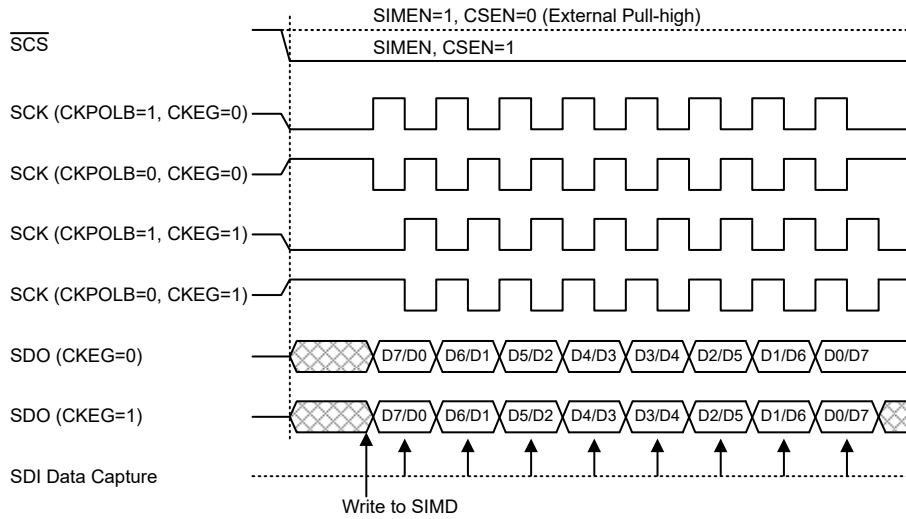 SIMEN=1, CSEN=0 (External Pull-high)
SCS
SIMEN, CSEN=1
SCK (CKPOLB=1, CKEG=0)
SCK (CKPOLB=0, CKEG=0)
SCK (CKPOLB=1, CKEG=1)
SCK (CKPOLB=0, CKEG=1)
SDO (CKEG=0) D7/D0 D6/D1 D5/D2 D4/D3 D3/D4 D2/D5 D1/D6 D0/D7
SDO (CKEG=1) D7/D0 D6/D1 D5/D2 D4/D3 D3/D4 D2/D5 D1/D6 D0/D7
SDI Data Capture
Write to SIMD